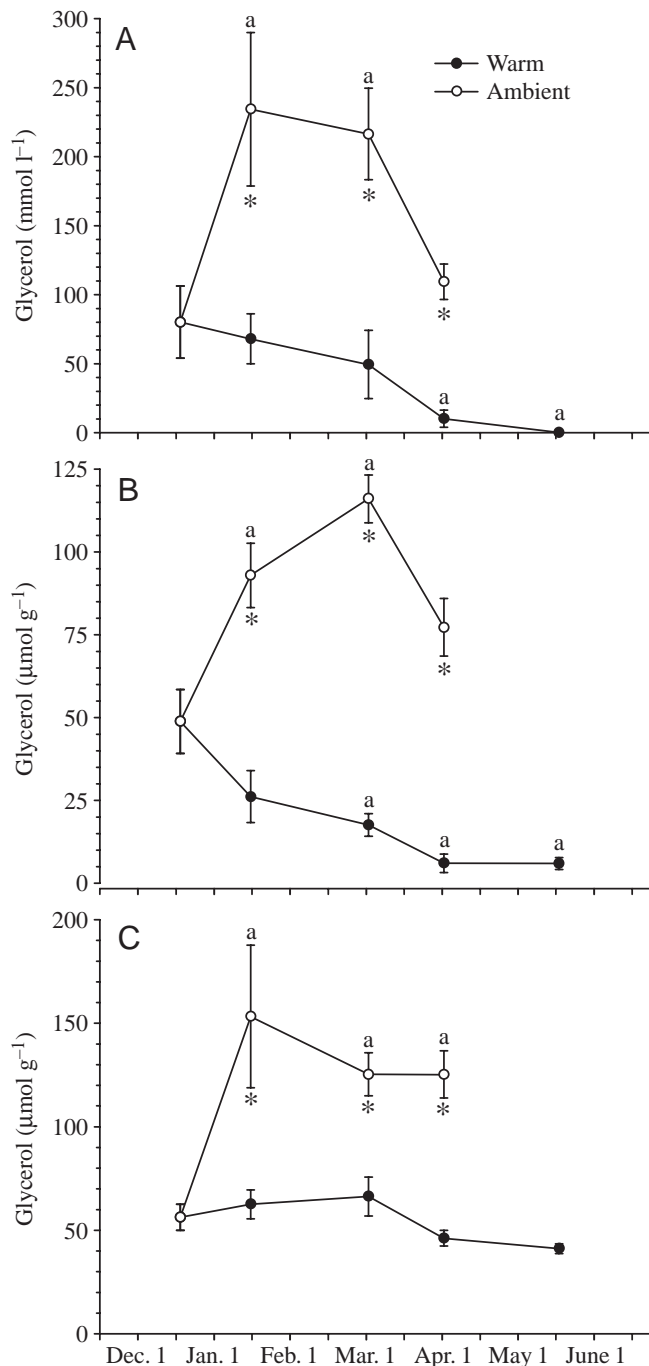 A
Glycerol (mmol l⁻¹)
300
250
200
150
100
50
0
a
a
*
*
*
a
a
Warm
Ambient
B
Glycerol (µmol g⁻¹)
125
100
75
50
25
0
a
a
*
*
*
a
a
a
C
Glycerol (µmol g⁻¹)
200
150
100
50
0
a
a
a
*
*
*
Dec. 1 Jan. 1 Feb. 1 Mar. 1 Apr. 1 May 1 June 1